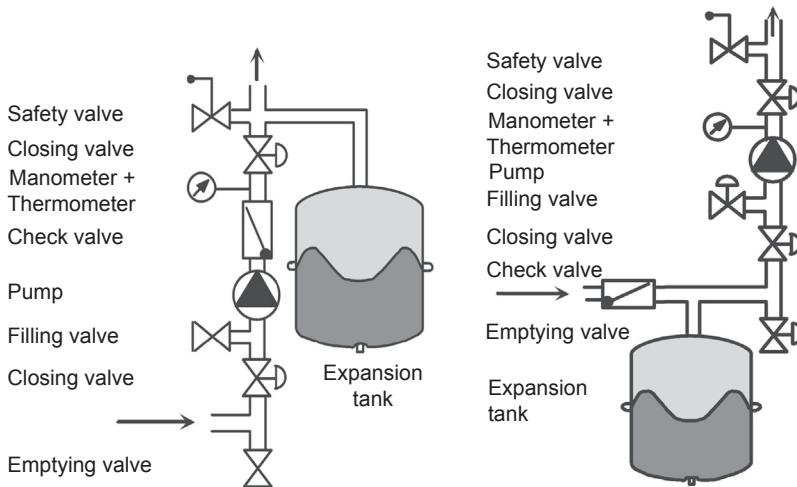 Safety valve
Closing valve
Manometer +
Thermometer
Check valve
Pump
Filling valve
Closing valve
Emptying valve
Expansion
tank
Safety valve
Closing valve
Manometer +
Thermometer
Pump
Filling valve
Closing valve
Check valve
Emptying valve
Expansion
tank